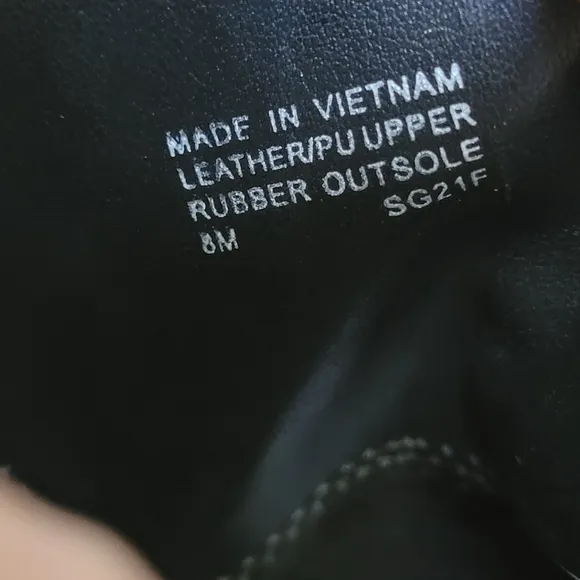 MADE IN VIETNAM
LEATHER/PU UPPER
RUBBER OUTSOLE
8M SG21F